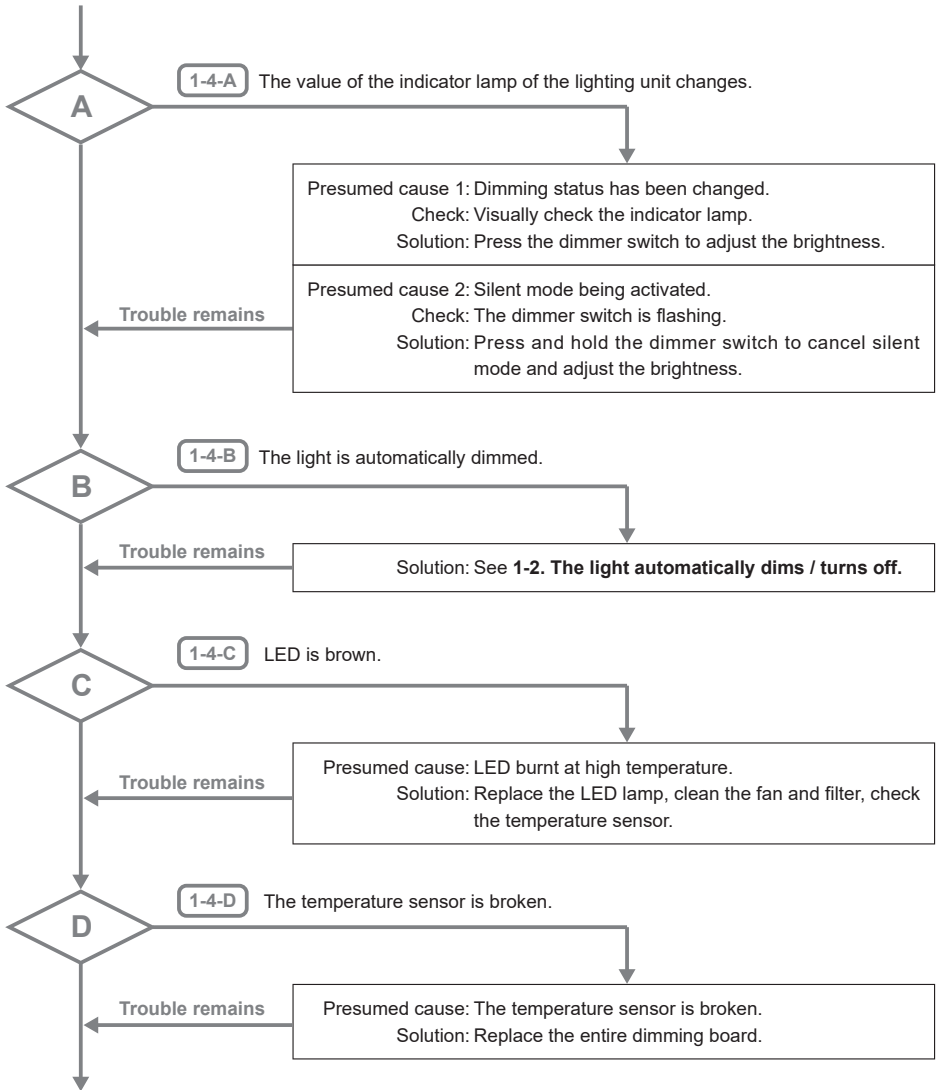 1-4-A The value of the indicator lamp of the lighting unit changes.
A
Presumed cause 1: Dimming status has been changed.
Check: Visually check the indicator lamp.
Solution: Press the dimmer switch to adjust the brightness.
Presumed cause 2: Silent mode being activated.
Trouble remains
Check: The dimmer switch is flashing.
Solution: Press and hold the dimmer switch to cancel silent
mode and adjust the brightness.
1-4-B The light is automatically dimmed.
B
Trouble remains
Solution: See 1-2. The light automatically dims / turns off.
1-4-C LED is brown.
C
Presumed cause: LED burnt at high temperature.
Trouble remains
Solution: Replace the LED lamp, clean the fan and filter, check
the temperature sensor.
1-4-D The temperature sensor is broken.
D
Trouble remains
Presumed cause: The temperature sensor is broken.
Solution: Replace the entire dimming board.